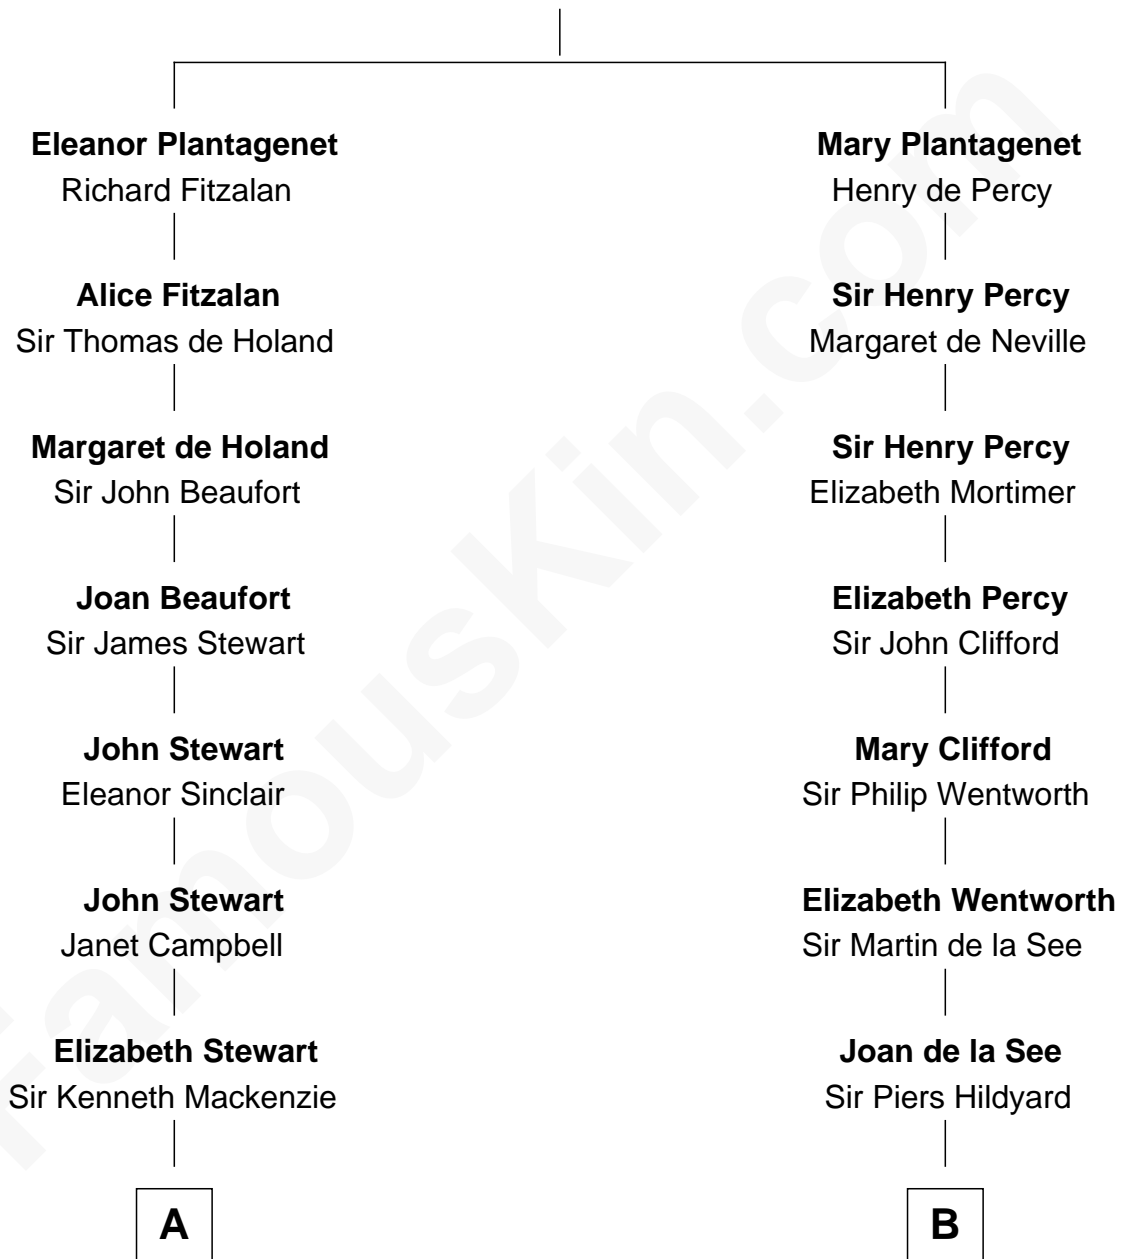 Eleanor Plantagenet
Richard Fitzalan
Alice Fitzalan
Sir Thomas de Holand
Margaret de Holand
Sir John Beaufort
Joan Beaufort
Sir James Stewart
John Stewart
Eleanor Sinclair
John Stewart
Janet Campbell
Elizabeth Stewart
Sir Kenneth Mackenzie
A
Mary Plantagenet
Henry de Percy
Sir Henry Percy
Margaret de Neville
Sir Henry Percy
Elizabeth Mortimer
Elizabeth Percy
Sir John Clifford
Mary Clifford
Sir Philip Wentworth
Elizabeth Wentworth
Sir Martin de la See
Joan de la See
Sir Piers Hildyard
B
FamousKin.com